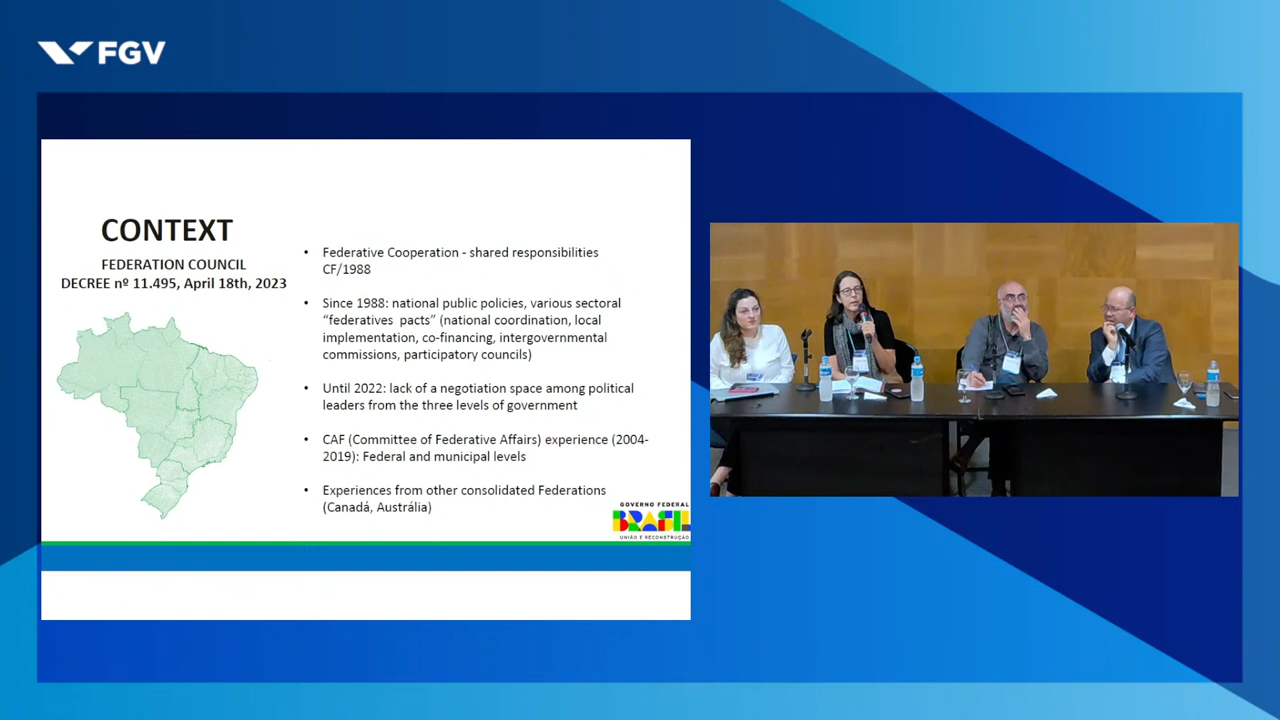 FGV
CONTEXT
FEDERATION COUNCIL
DECREE nº 11.495, April 18th, 2023
• Federative Cooperation - shared responsibilities
CF/1988
• Since 1988: national public policies, various sectoral
“federatives pacts” (national coordination, local
implementation, co-financing, intergovernmental
commissions, participatory councils)
• Until 2022: lack of a negotiation space among political
leaders from the three levels of government
• CAF (Committee of Federative Affairs) experience (2004-
2019): Federal and municipal levels
• Experiences from other consolidated Federations
(Canadá, Austrália)
GOVERNO FEDERAL
BRASIL
UNIÃO E RECONSTRUÇÃO